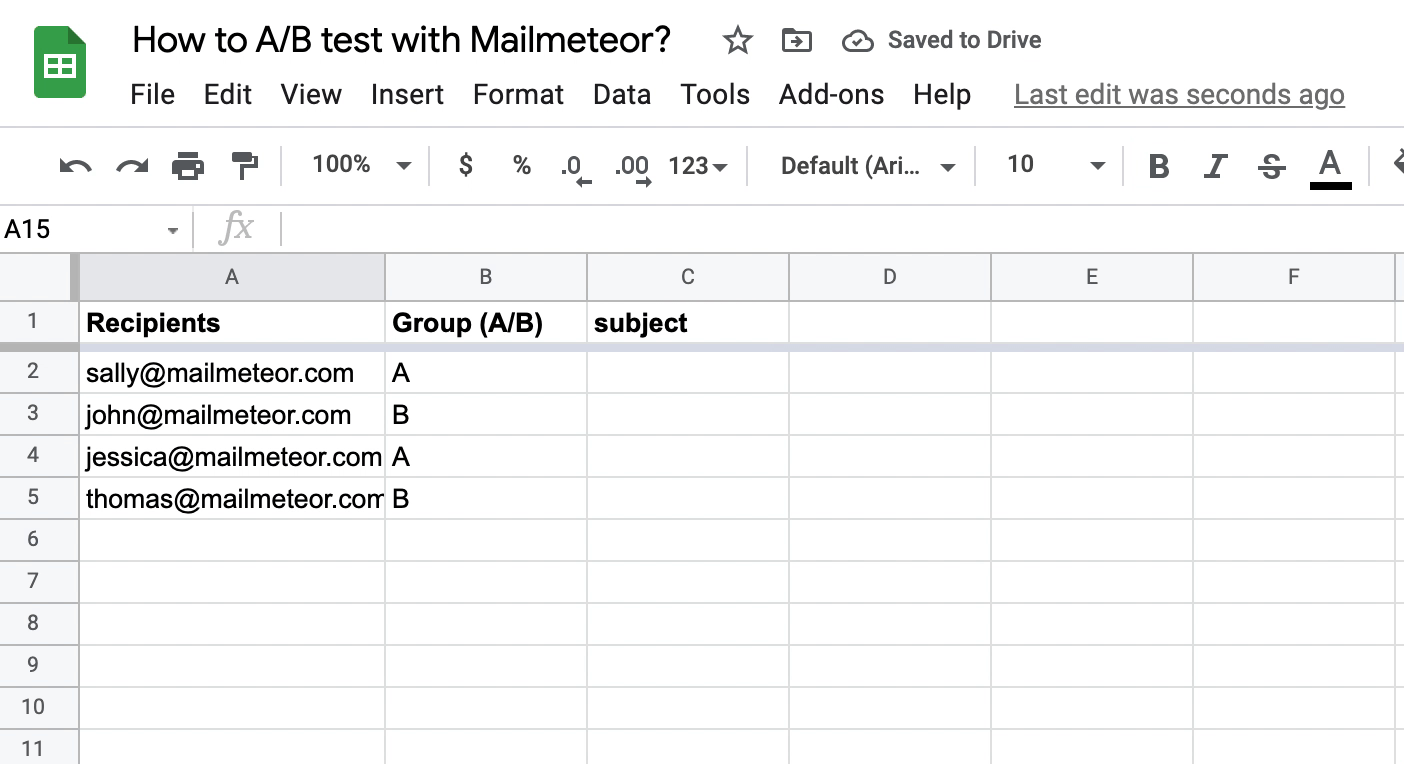 How to A/B test with Mailmeteor? Saved to Drive
File Edit View Insert Format Data Tools Add-ons Help Last edit was seconds ago
100% $ % .0 .00 123 Default (Ari... 10 B I S A
A15 fx
A B C D E F
1 Recipients Group (A/B) subject
2 sally@mailmeteor.com A
3 john@mailmeteor.com B
4 jessica@mailmeteor.com A
5 thomas@mailmeteor.com B
6
7
8
9
10
11